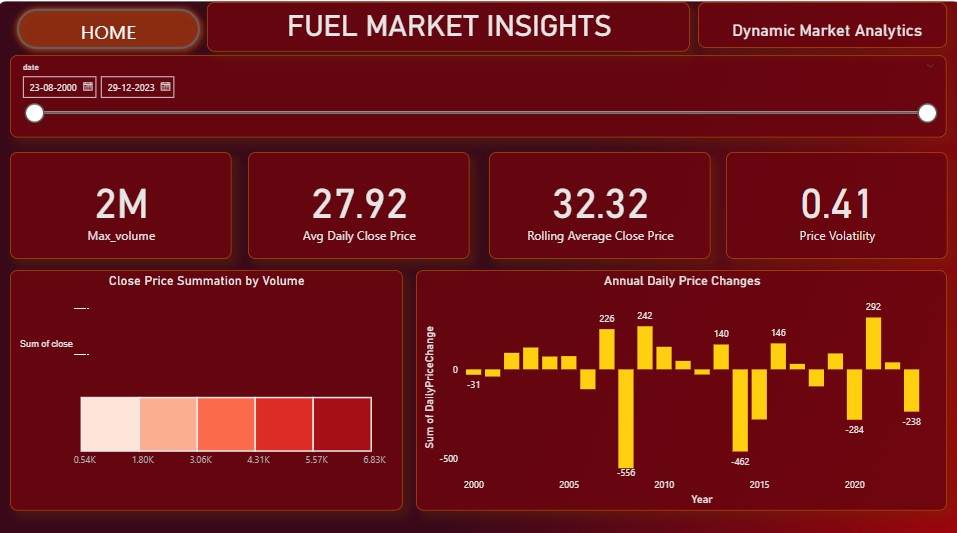 HOME
FUEL MARKET INSIGHTS
Dynamic Market Analytics
date
23-08-2000
29-12-2023
2M
Max_volume
27.92
Avg Daily Close Price
32.32
Rolling Average Close Price
0.41
Price Volatility
Close Price Summation by Volume
Sum of close
0.54K 1.80K 3.06K 4.31K 5.57K 6.83K
Annual Daily Price Changes
Sum of DailyPriceChange
0
-500
-31
226
-556
242
140
-462
146
-284
292
-238
2000 2005 2010 2015 2020
Year